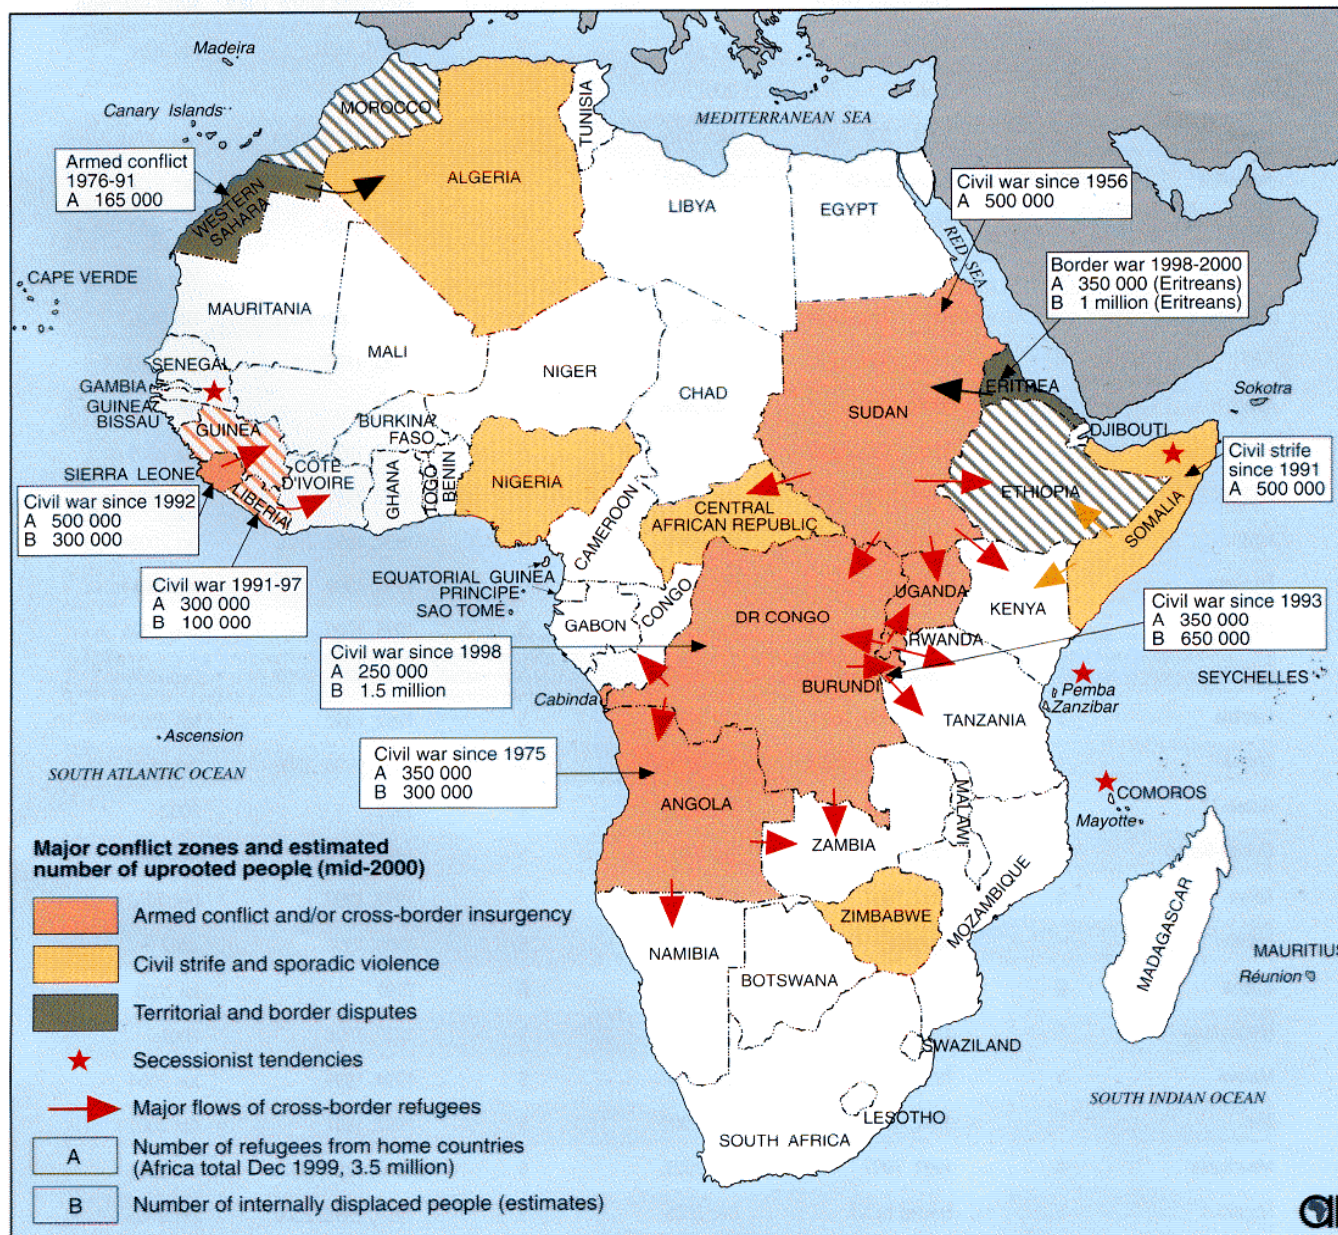 Madeira
Canary Islands
MOROCCO
TUNISIA
MEDITERRANEAN SEA
Armed conflict
1976-91
A 165 000
WESTERN
SAHARA
ALGERIA
LIBYA
EGYPT
Civil war since 1956
A 500 000
RED SEA
Border war 1998-2000
A 350 000 (Eritreans)
B 1 million (Eritreans)
CAPE VERDE
MAURITANIA
MALI
NIGER
CHAD
SUDAN
ERITREA
Sokotra
SENEGAL
GAMBIA
GUINEA
BISSAU
GUINEA
BURKINA
FASO
DJIBOUTI
SIERRA LEONE
LIBERIA
CÔTE
D'IVOIRE
GHANA
TOGO
BENIN
NIGERIA
CAMEROON
CENTRAL
AFRICAN REPUBLIC
ETHIOPIA
SOMALIA
Civil strife
since 1991
A 500 000
Civil war since 1992
A 500 000
B 300 000
Civil war 1991-97
A 300 000
B 100 000
EQUATORIAL GUINEA
PRINCIPE
SAO TOMÉ
GABON
CONGO
DR CONGO
UGANDA
KENYA
RWANDA
BURUNDI
Civil war since 1993
A 350 000
B 650 000
Civil war since 1998
A 250 000
B 1.5 million
Cabinda
TANZANIA
Pemba
Zanzibar
SEYCHELLES
Ascension
SOUTH ATLANTIC OCEAN
Civil war since 1975
A 350 000
B 300 000
ANGOLA
ZAMBIA
MALAWI
COMOROS
Mayotte
MOZAMBIQUE
ZIMBABWE
NAMIBIA
BOTSWANA
MADAGASCAR
MAURITIUS
Réunion
SWAZILAND
LESOTHO
SOUTH AFRICA
SOUTH INDIAN OCEAN
Major conflict zones and estimated
number of uprooted people (mid-2000)
Armed conflict and/or cross-border insurgency
Civil strife and sporadic violence
Territorial and border disputes
Secessionist tendencies
Major flows of cross-border refugees
A Number of refugees from home countries
(Africa total Dec 1999, 3.5 million)
B Number of internally displaced people (estimates)